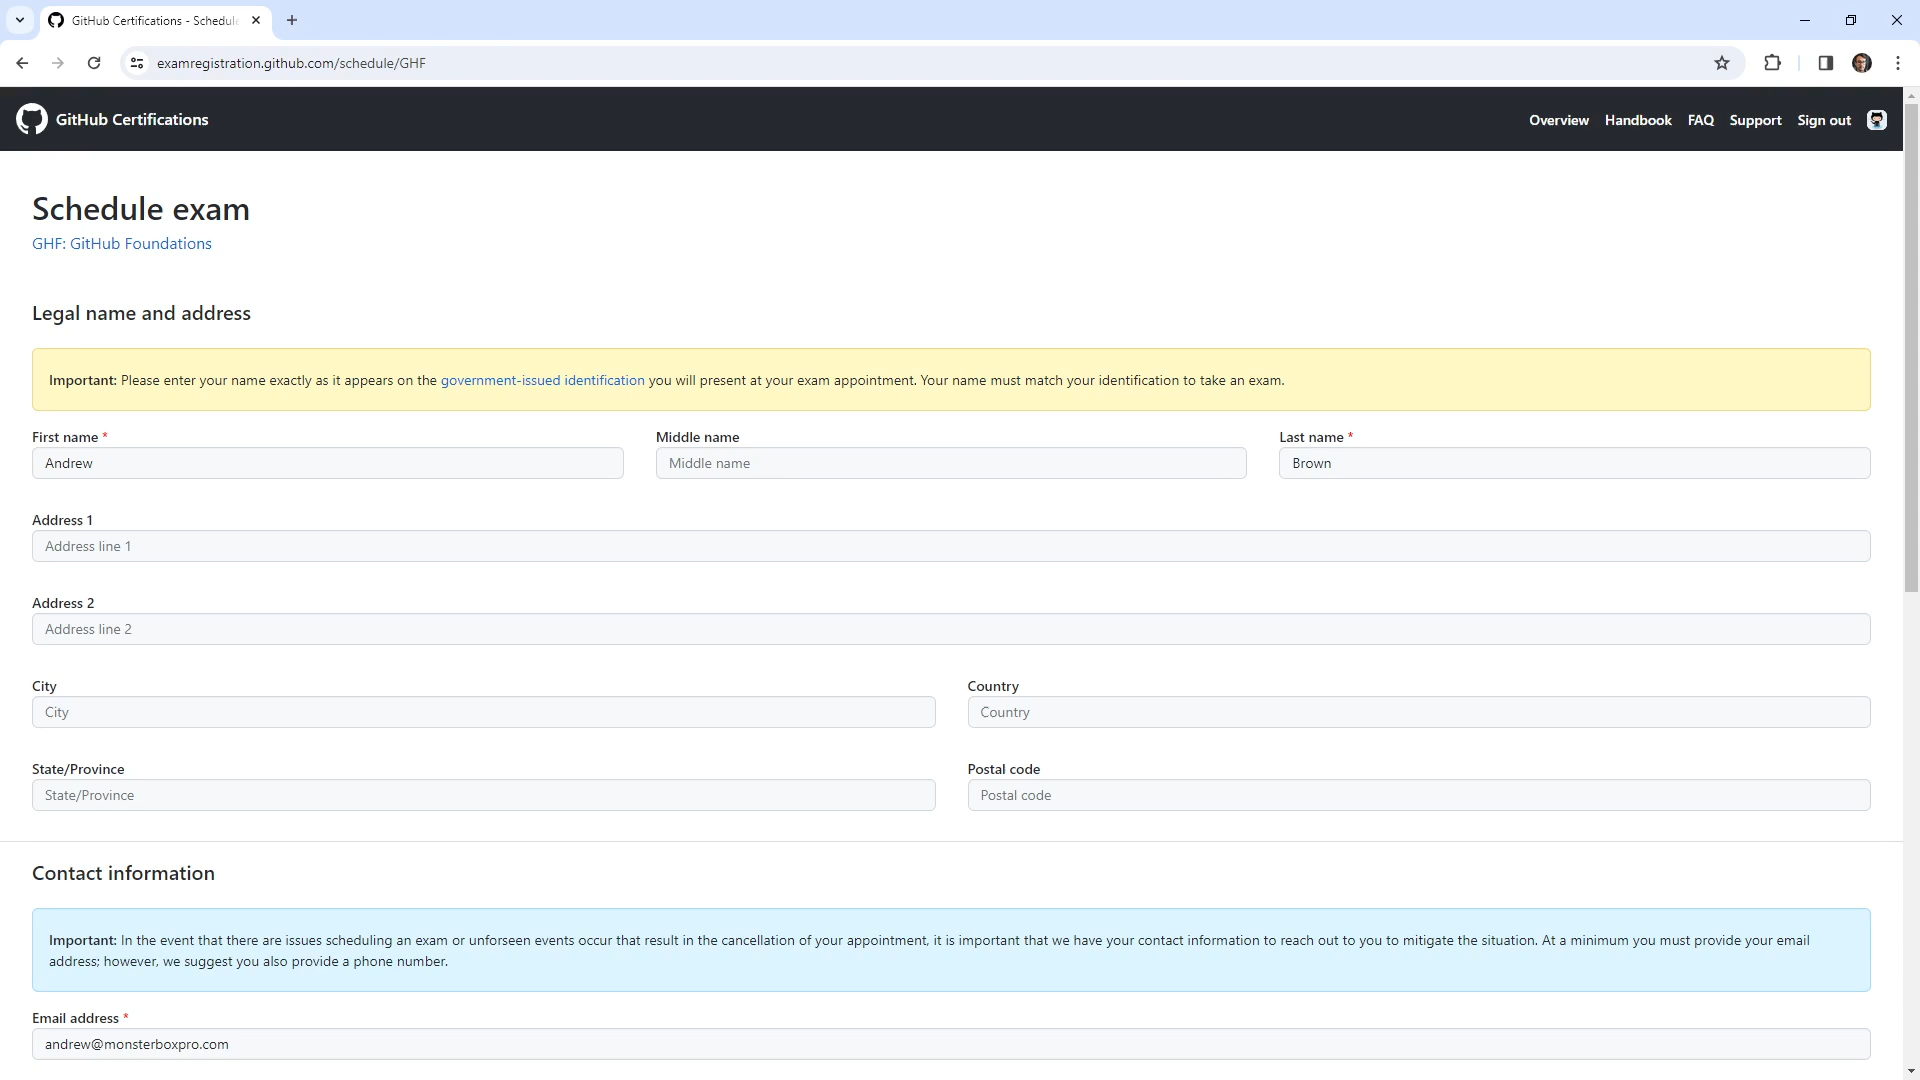 GitHub Certifications - Schedule
examregistration.github.com/schedule/GHF
GitHub Certifications
Overview Handbook FAQ Support Sign out
Schedule exam
GHF: GitHub Foundations
Legal name and address
Important: Please enter your name exactly as it appears on the government-issued identification you will present at your exam appointment. Your name must match your identification to take an exam.
First name * Middle name Last name *
Andrew Middle name Brown
Address 1
Address line 1
Address 2
Address line 2
City Country
City Country
State/Province Postal code
State/Province Postal code
Contact information
Important: In the event that there are issues scheduling an exam or unforseen events occur that result in the cancellation of your appointment, it is important that we have your contact information to reach out to you to mitigate the situation. At a minimum you must provide your email
address; however, we suggest you also provide a phone number.
Email address *
andrew@monsterboxpro.com